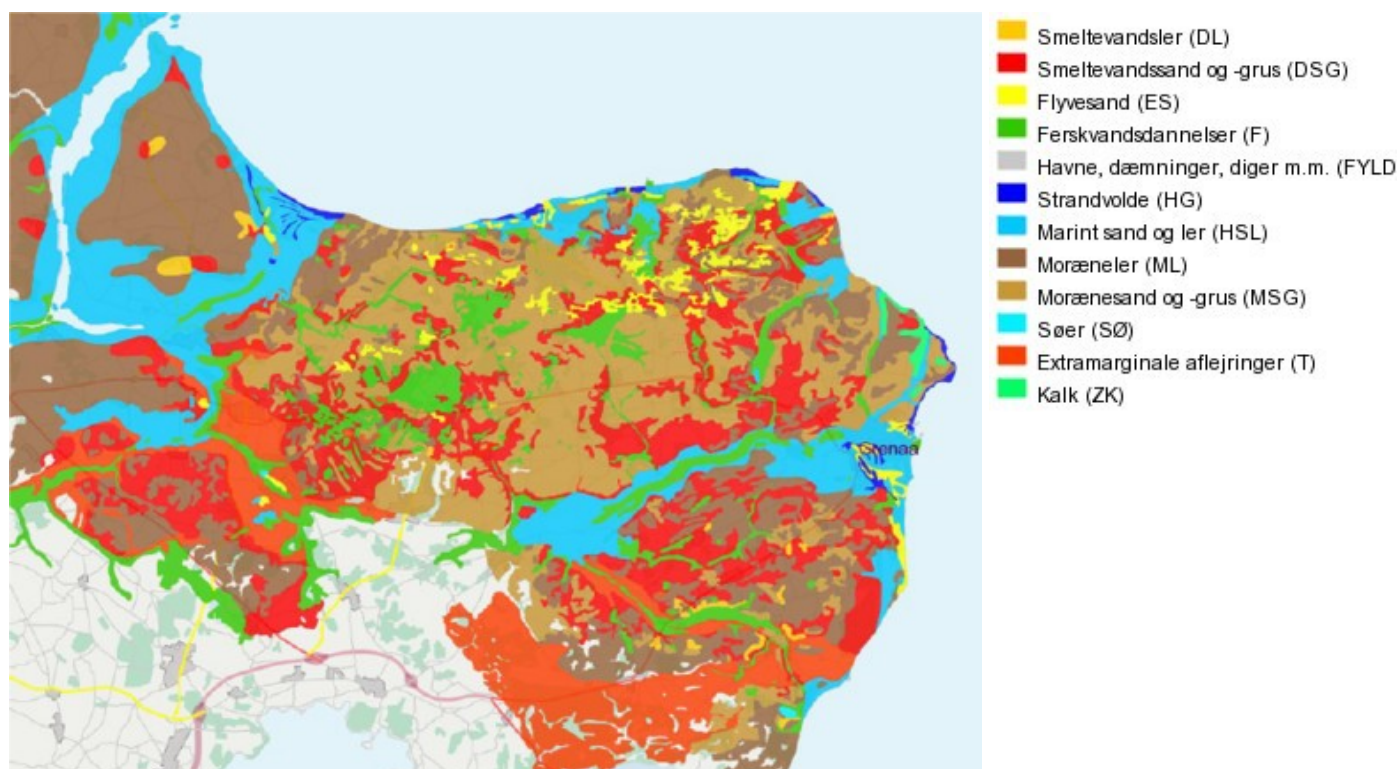 Smeltevandsler (DL)
Smeltevandssand og -grus (DSG)
Flyvesand (ES)
Ferskvandsdannelser (F)
Havne, dæmninger, diger m.m. (FYLD
Strandvolde (HG)
Marint sand og ler (HSL)
Moræneler (ML)
Morænesand og -grus (MSG)
Søer (SØ)
Extramarginale aflejringer (T)
Kalk (ZK)
Grenaa